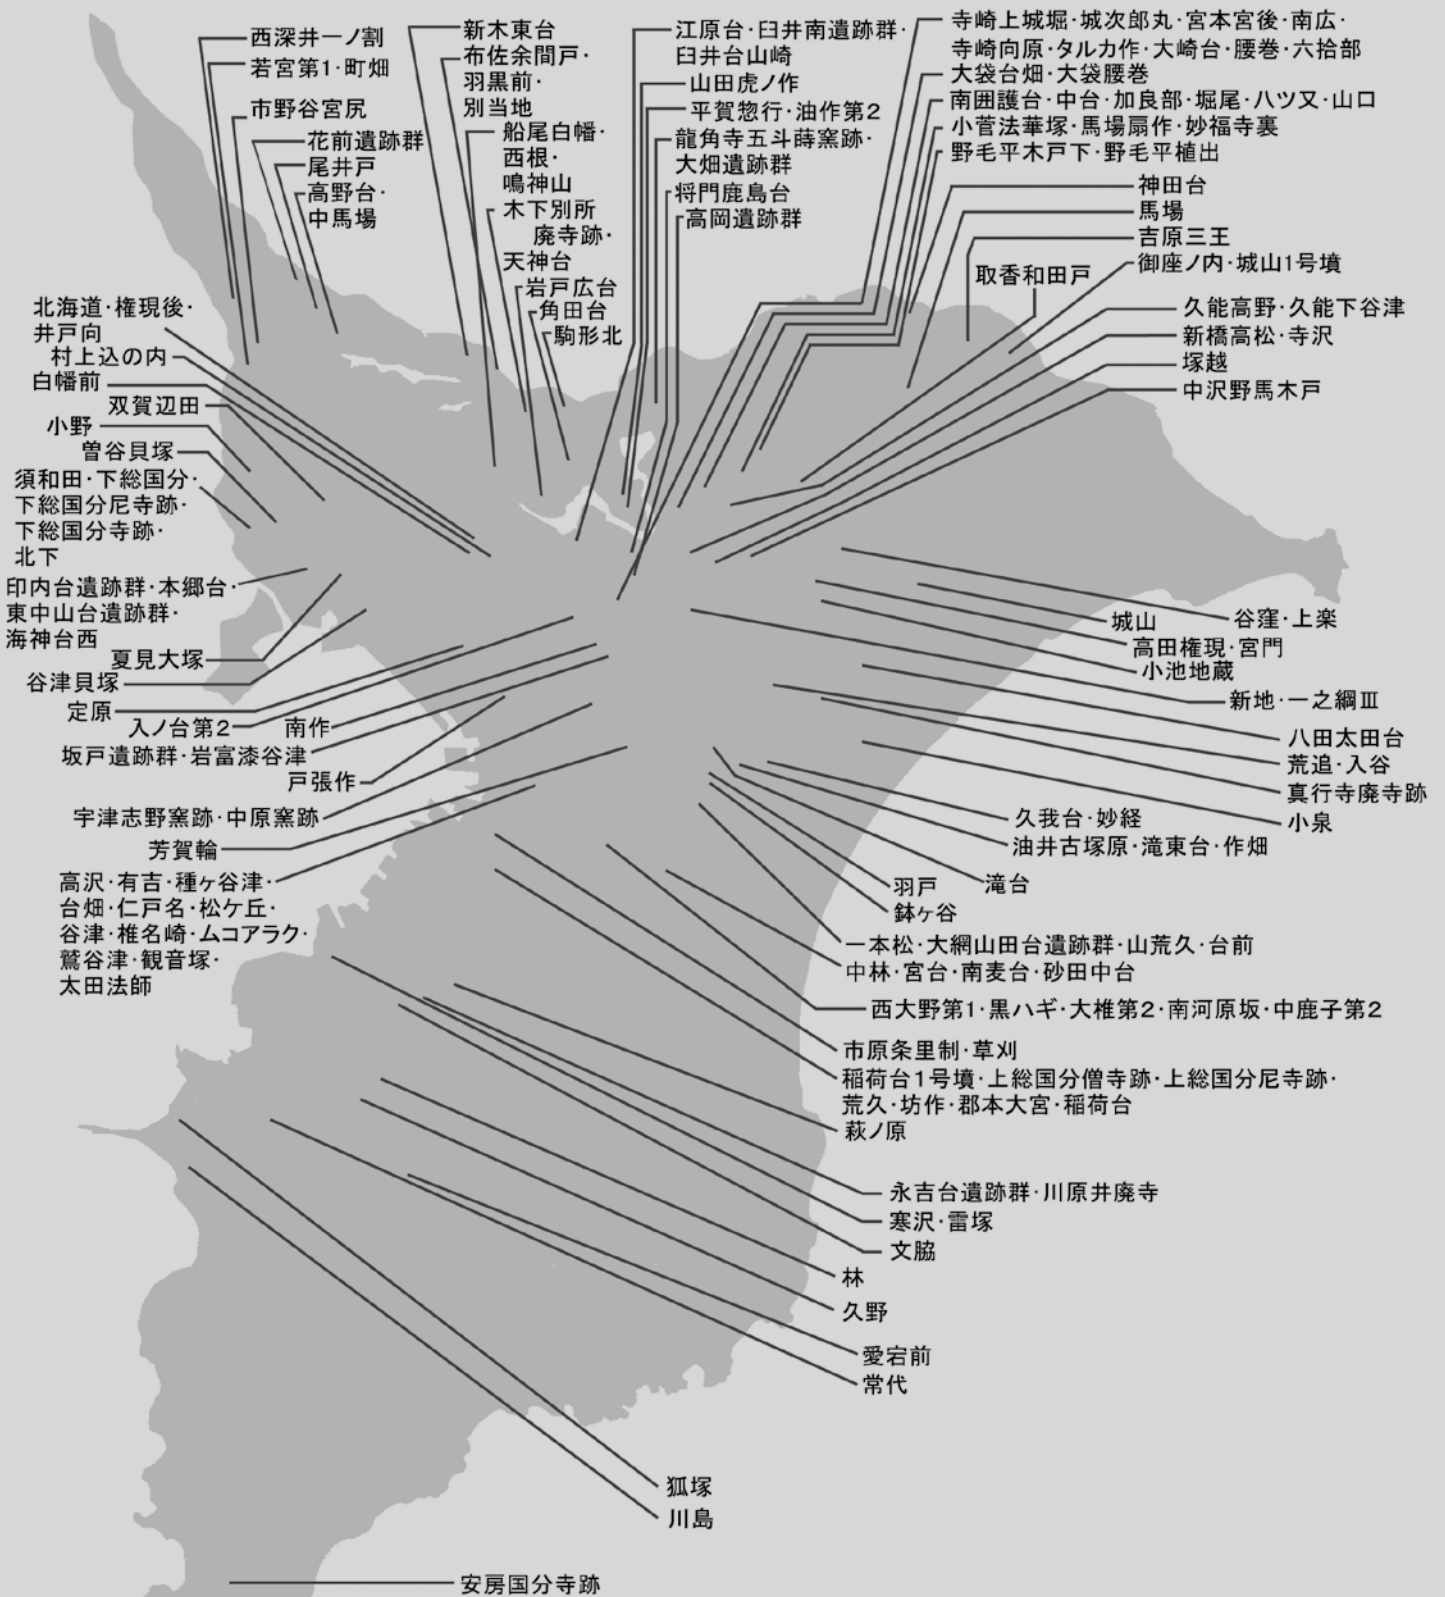 西深井一ノ割
若宮第1·町畑
市野谷宮尻
花前遺跡群
尾井戸
高野台·
中馬場
新木東台
布佐余間戸·
羽黒前·
別当地
船尾白幡·
西根·
鳴神山
木下別所
廃寺跡·
天神台
岩戸広台
角田台
駒形北
江原台·臼井南遺跡群·
臼井台山崎
山田虎ノ作
平賀惣行·油作第2
龍角寺五斗蒔窯跡·
大畑遺跡群
将門鹿島台
高岡遺跡群
寺崎上城堀·城次郎丸·宮本宮後·南広·
寺崎向原·タルカ作·大崎台·腰巻·六拾部
大袋台畑·大袋腰巻
南囲護台·中台·加良部·堀尾·八ツ又·山口
小菅法華塚·馬場扇作·妙福寺裏
野毛平木戸下·野毛平植出
神田台
馬場
吉原三王
取香和田戸
御座ノ内·城山1号墳
久能高野·久能下谷津
新橋高松·寺沢
塚越
中沢野馬木戸
北海道·権現後·
井戸向
村上込の内
白幡前
双賀辺田
小野
曽谷貝塚
須和田·下総国分·
下総国分尼寺跡·
下総国分寺跡·
北下
印内台遺跡群·本郷台·
東中山台遺跡群·
海神台西
夏見大塚
谷津貝塚
定原
入ノ台第2
南作
坂戸遺跡群·岩富漆谷津
戸張作
宇津志野窯跡·中原窯跡
芳賀輪
高沢·有吉·種ヶ谷津·
台畑·仁戸名·松ケ丘·
谷津·椎名崎·ムコアラク·
鷲谷津·観音塚·
太田法師
谷窪·上楽
城山
高田権現·宮門
小池地蔵
新地·一之綱Ⅲ
八田太田台
荒追·入谷
真行寺廃寺跡
小泉
久我台·妙経
油井古塚原·滝東台·作畑
滝台
羽戸
鉢ヶ谷
一本松·大網山田台遺跡群·山荒久·台前
中林·宮台·南麦台·砂田中台
西大野第1·黒ハギ·大椎第2·南河原坂·中鹿子第2
市原条里制·草刈
稲荷台1号墳·上総国分僧寺跡·上総国分尼寺跡·
荒久·坊作·郡本大宮·稲荷台
萩ノ原
永吉台遺跡群·川原井廃寺
寒沢·雷塚
文脇
林
久野
愛宕前
常代
狐塚
川島
安房国分寺跡